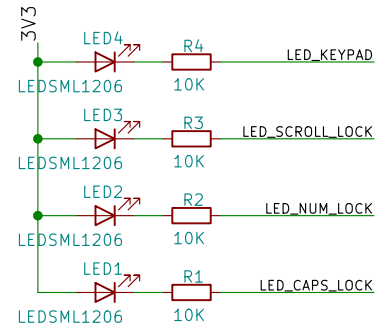 3V3
LED4
R4
LED_KEYPAD
LEDSML1206
10K
LED3
R3
LED_SCROLL_LOCK
LEDSML1206
10K
LED2
R2
LED_NUM_LOCK
LEDSML1206
10K
LED1
R1
LED_CAPS_LOCK
LEDSML1206
10K